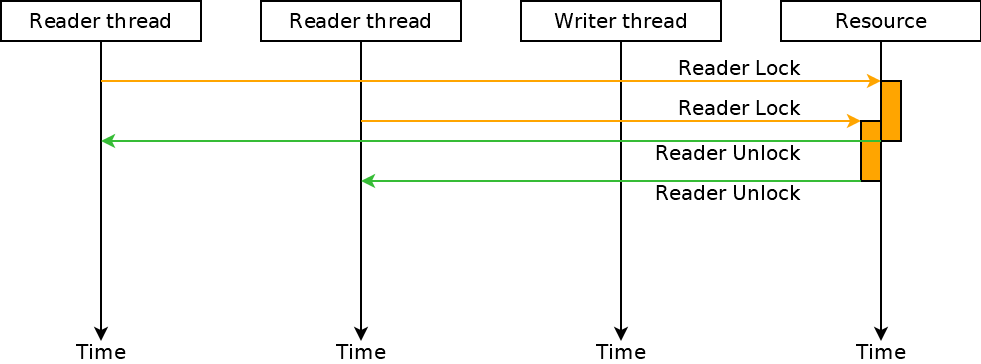 Reader thread
Reader thread
Writer thread
Resource
Reader Lock
Reader Lock
Reader Unlock
Reader Unlock
Time
Time
Time
Time